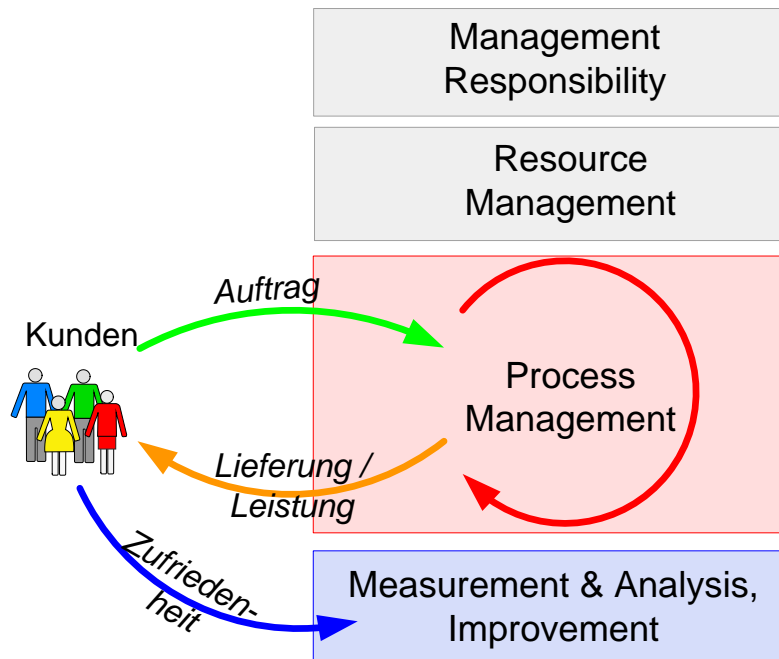 Management
Responsibility
Resource
Management
Auftrag
Kunden
Process
Management
Lieferung /
Leistung
Zufrieden-
heit
Measurement & Analysis,
Improvement